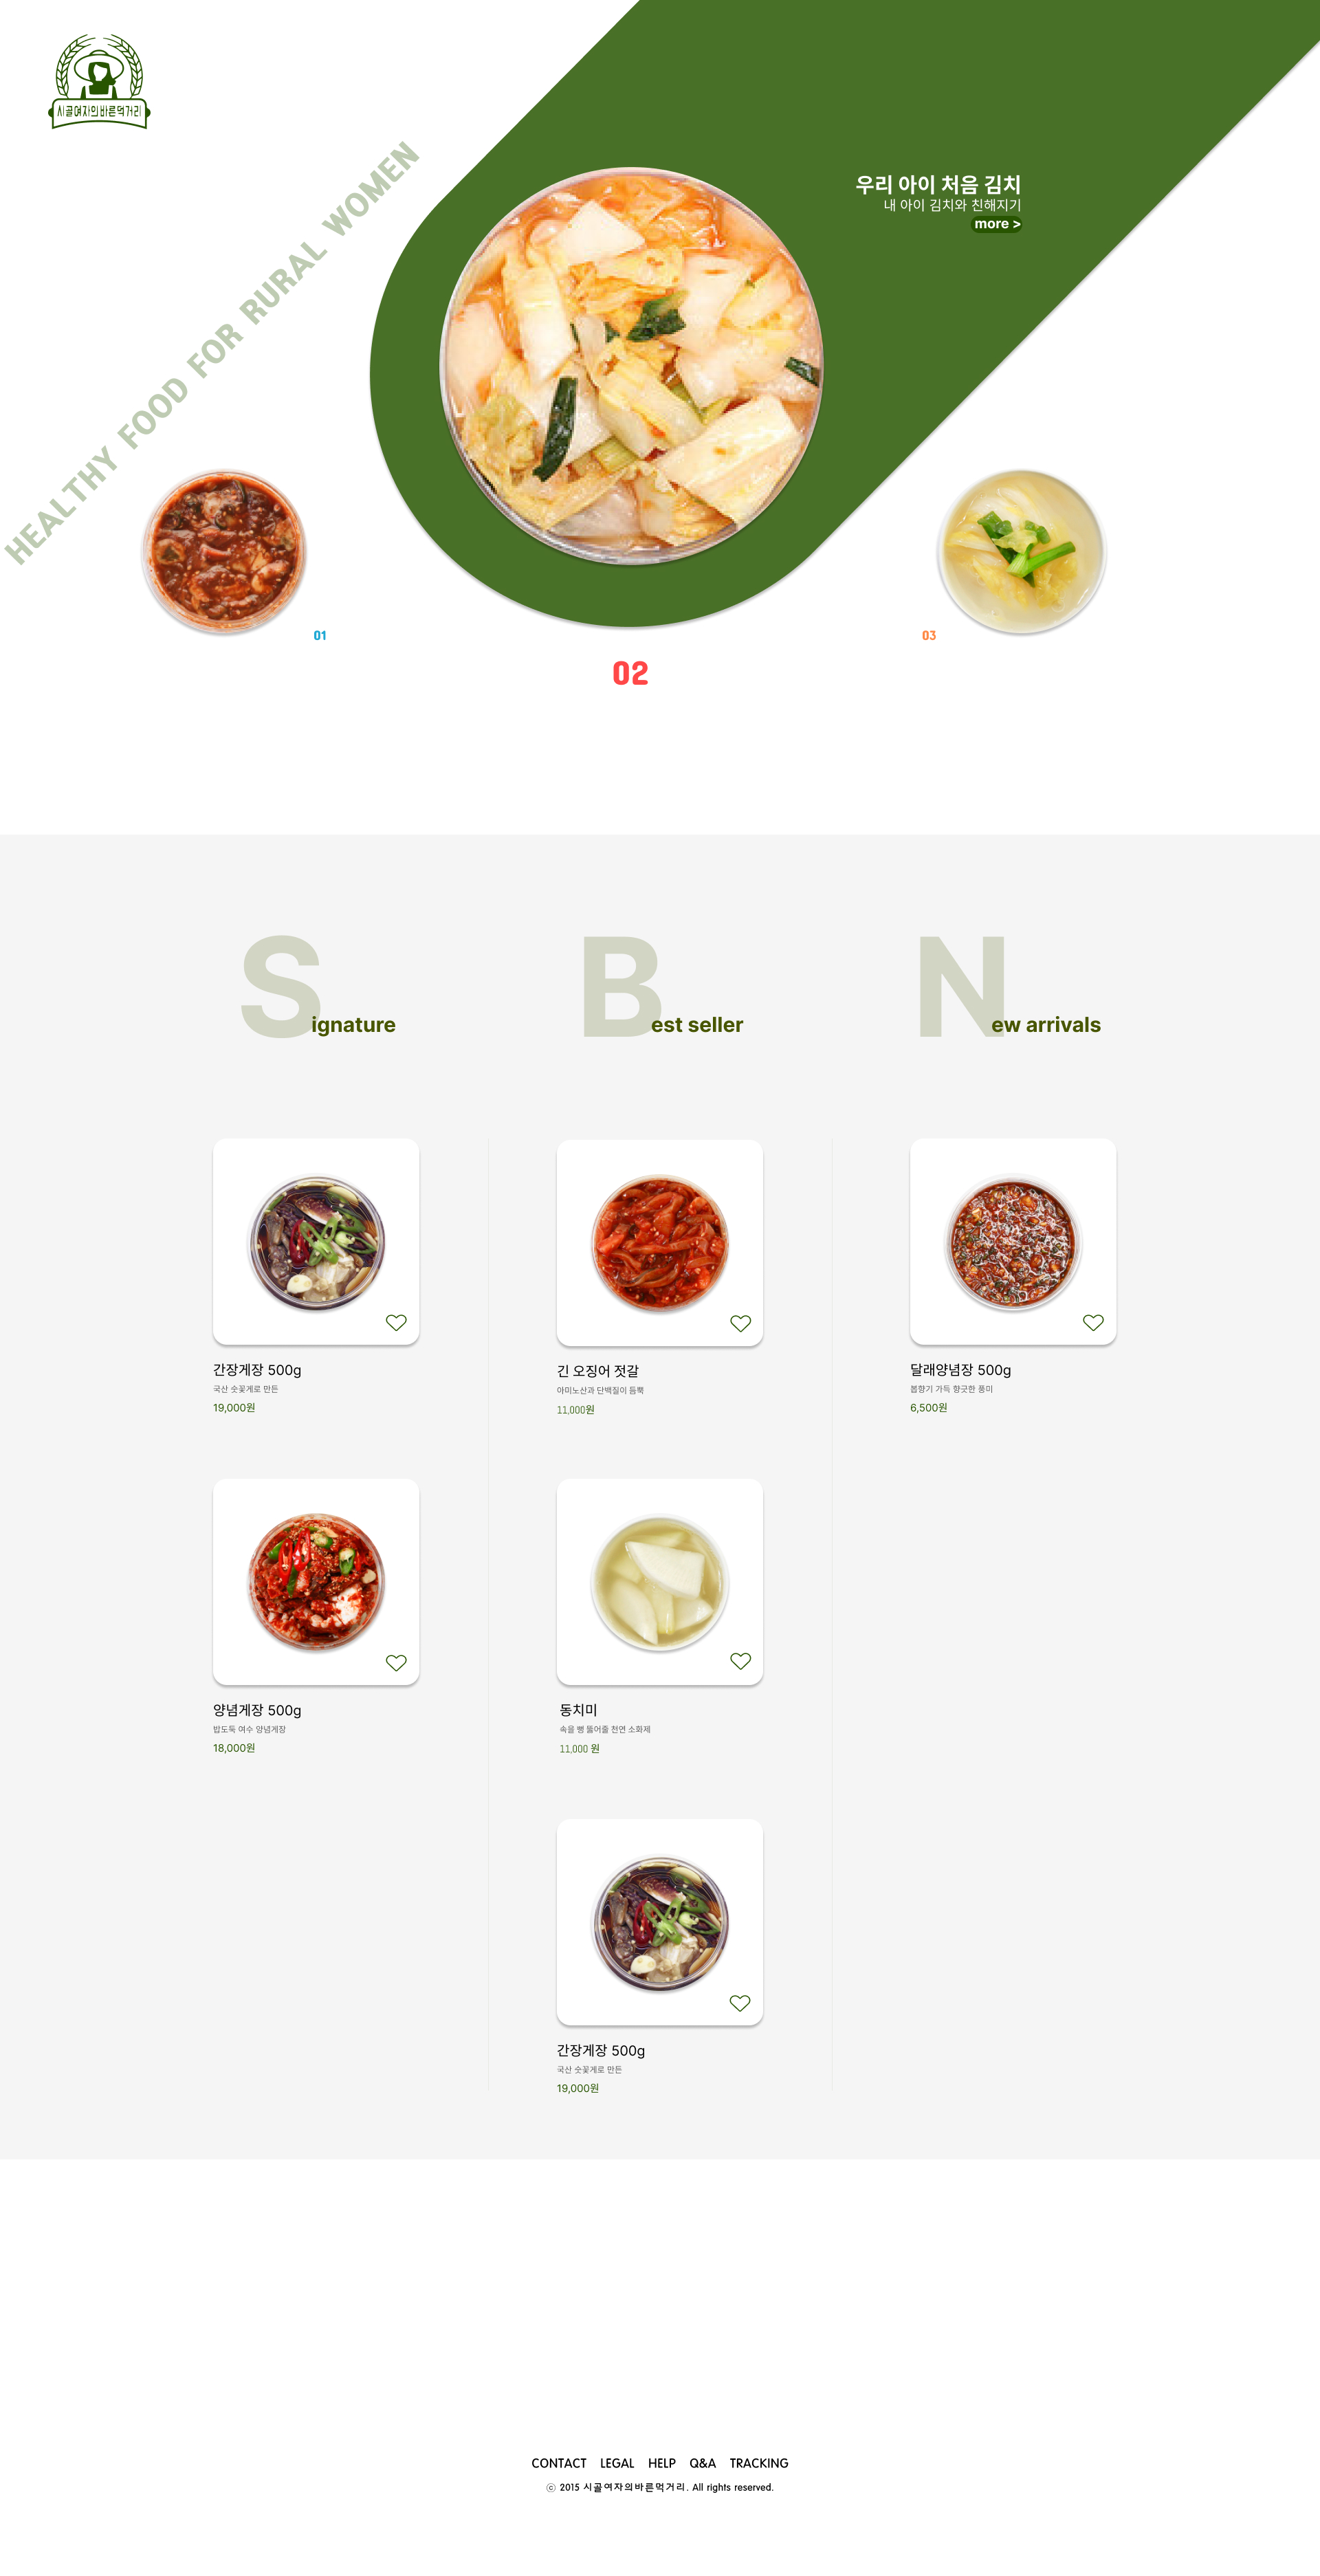 시골여자의바른먹거리
HEALTHY FOOD FOR RURAL WOMEN
우리 아이 처음 김치
내 아이 김치와 친해지기
more >
01
02
03
Signature
Best seller
New arrivals
간장게장 500g
국산 숫꽃게로 만든
19,000원
긴 오징어 젓갈
아미노산과 단백질이 듬뿍
11,000원
달래양념장 500g
봄향기 가득 향긋한 풍미
6,500원
양념게장 500g
밥도둑 여수 양념게장
18,000원
동치미
속을 뻥 뚫어줄 천연 소화제
11,000 원
간장게장 500g
국산 숫꽃게로 만든
19,000원
CONTACT LEGAL HELP Q&A TRACKING
ⓒ 2015 시골여자의바른먹거리. All rights reserved.